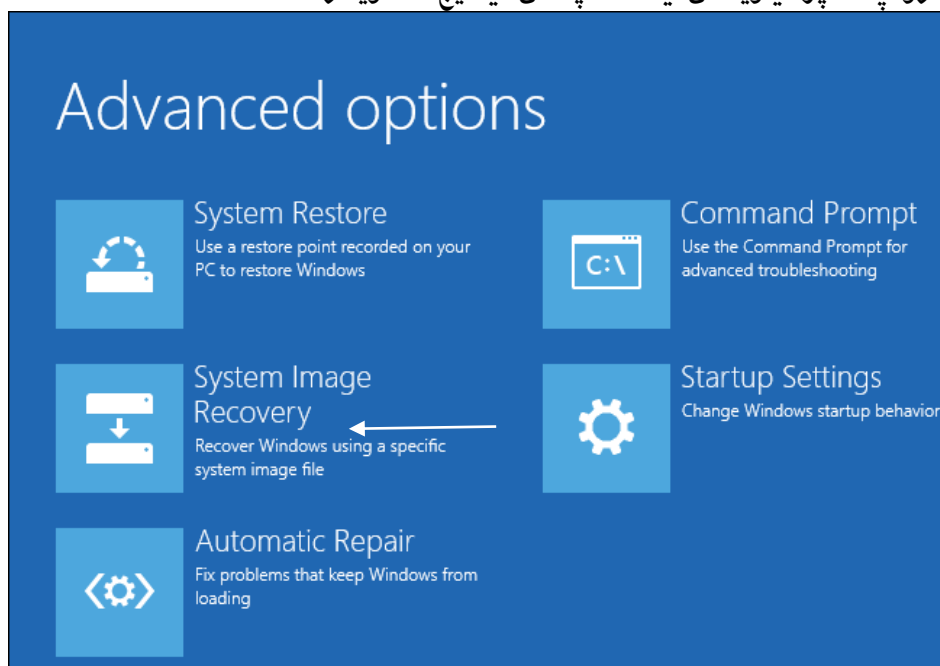 Advanced options
System Restore
Use a restore point recorded on your
PC to restore Windows
Command Prompt
C:\
Use the Command Prompt for
advanced troubleshooting
System Image
Recovery
Recover Windows using a specific
system image file
Startup Settings
Change Windows startup behavior
Automatic Repair
Fix problems that keep Windows from
loading